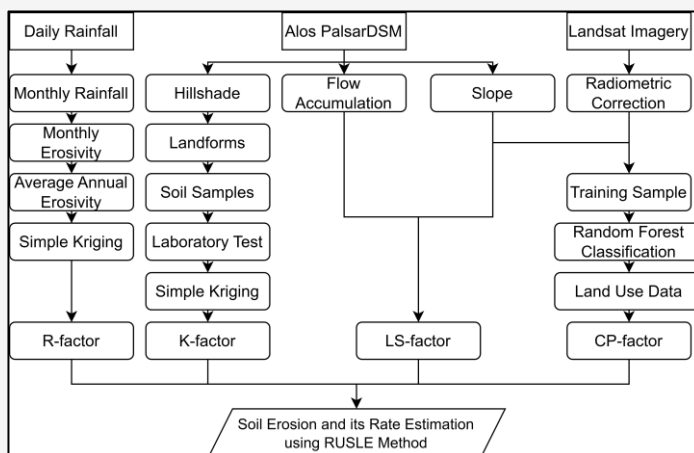 Daily Rainfall
Alos PalsarDSM
Landsat Imagery
Monthly Rainfall
Hillshade
Flow
Accumulation
Slope
Radiometric
Correction
Monthly
Erosivity
Landforms
Average Annual
Erosivity
Soil Samples
Training Sample
Simple Kriging
Laboratory Test
Random Forest
Classification
Simple Kriging
Land Use Data
R-factor
K-factor
LS-factor
CP-factor
Soil Erosion and its Rate Estimation
using RUSLE Method